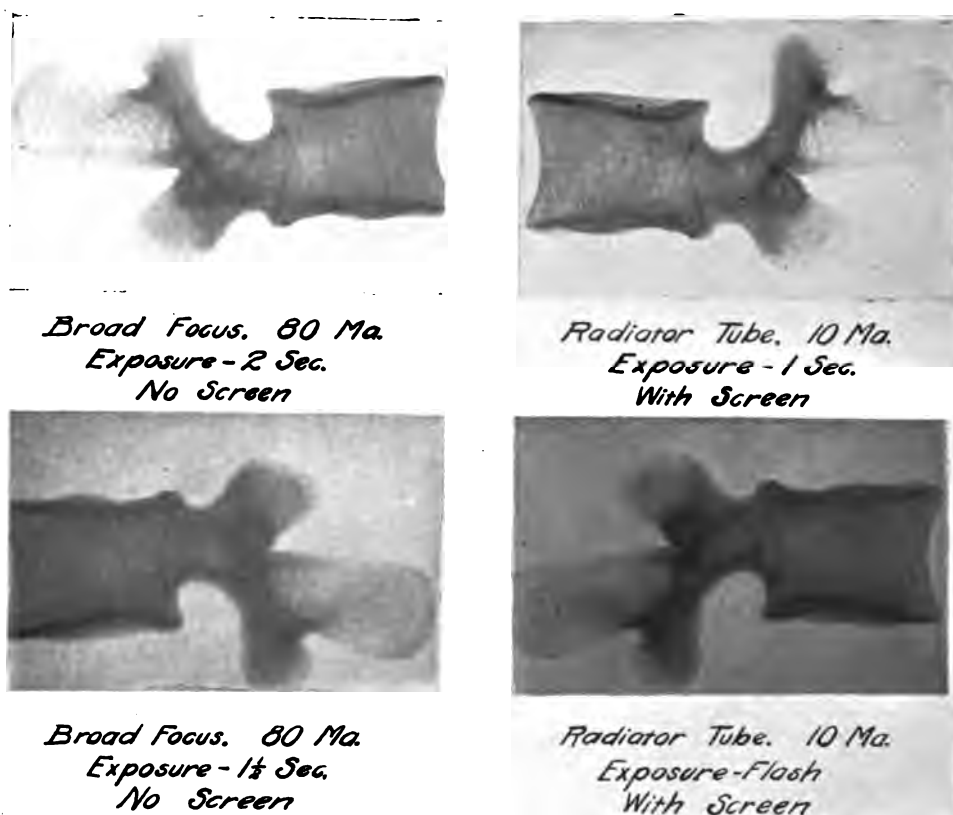 Broad Focus. 80 Ma.
Exposure - 2 Sec.
No Screen
Radiator Tube. 10 Ma.
Exposure - 1 Sec.
With Screen
Broad Focus. 80 Ma.
Exposure - 1½ Sec.
No Screen
Radiator Tube. 10 Ma.
Exposure - Flash
With Screen